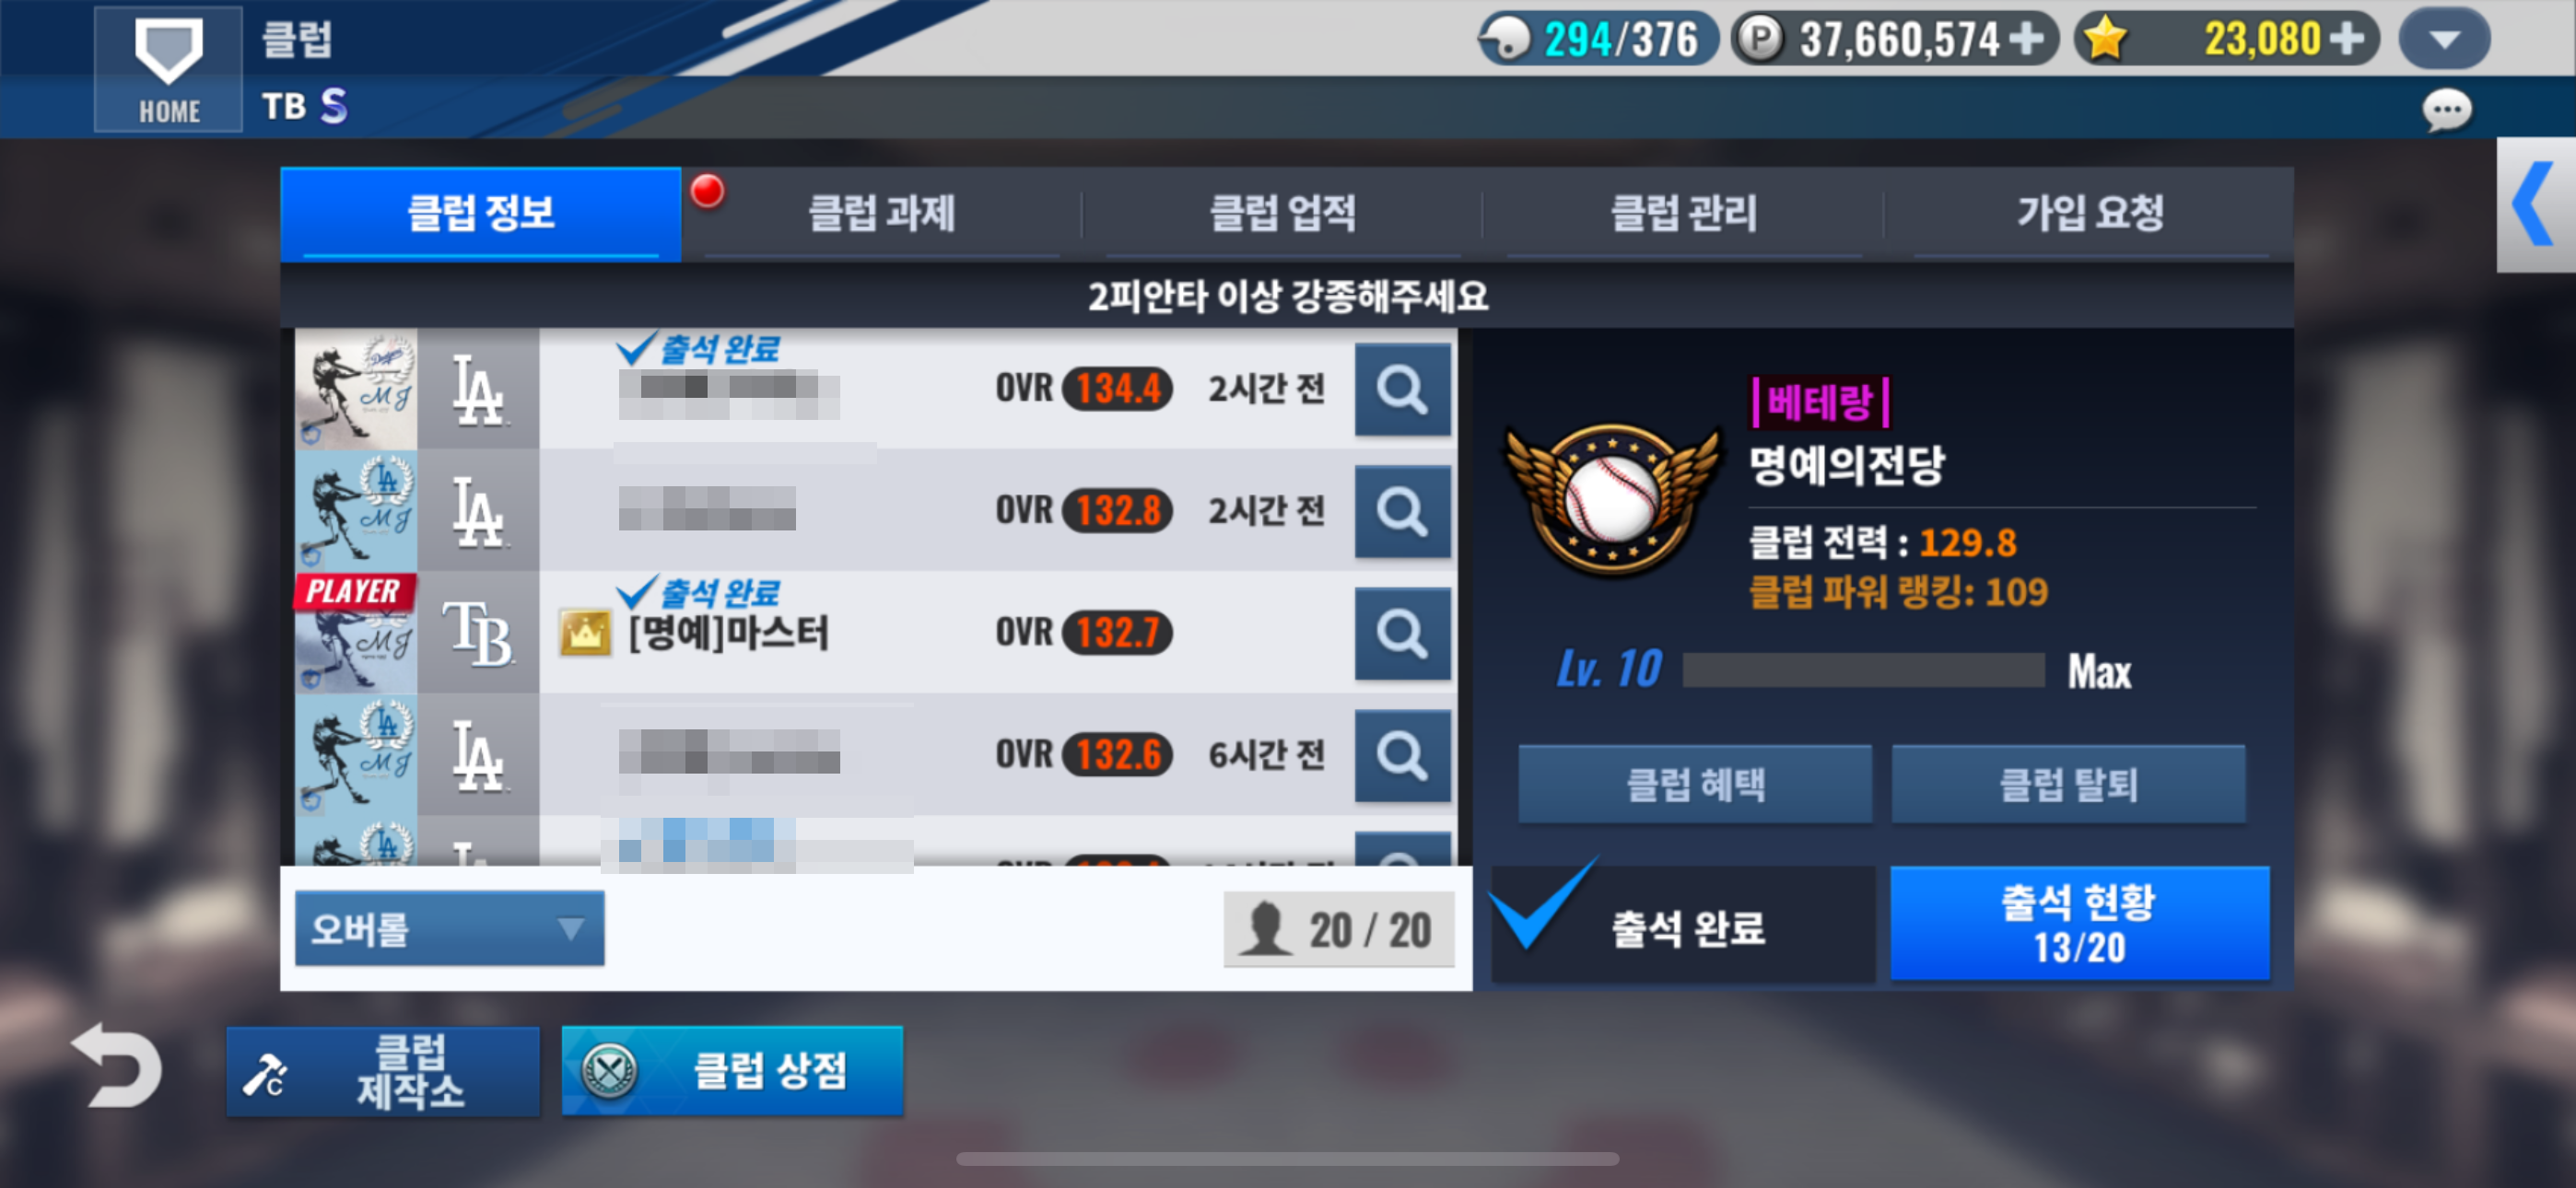 클럽
294/376
P
37,660,574
23,080
HOME
TB S
클럽 정보
클럽 과제
클럽 업적
클럽 관리
가입 요청
2피안타 이상 강종해주세요
출석 완료
LA
OVR 134.4
2시간 전
LA
OVR 132.8
2시간 전
PLAYER
출석 완료
TB
[명예]마스터
OVR 132.7
LA
OVR 132.6
6시간 전
베테랑
명예의전당
클럽 전력 : 129.8
클럽 파워 랭킹: 109
Lv. 10
Max
클럽 혜택
클럽 탈퇴
오버롤
20 / 20
출석 완료
출석 현황
13/20
클럽
제작소
클럽 상점